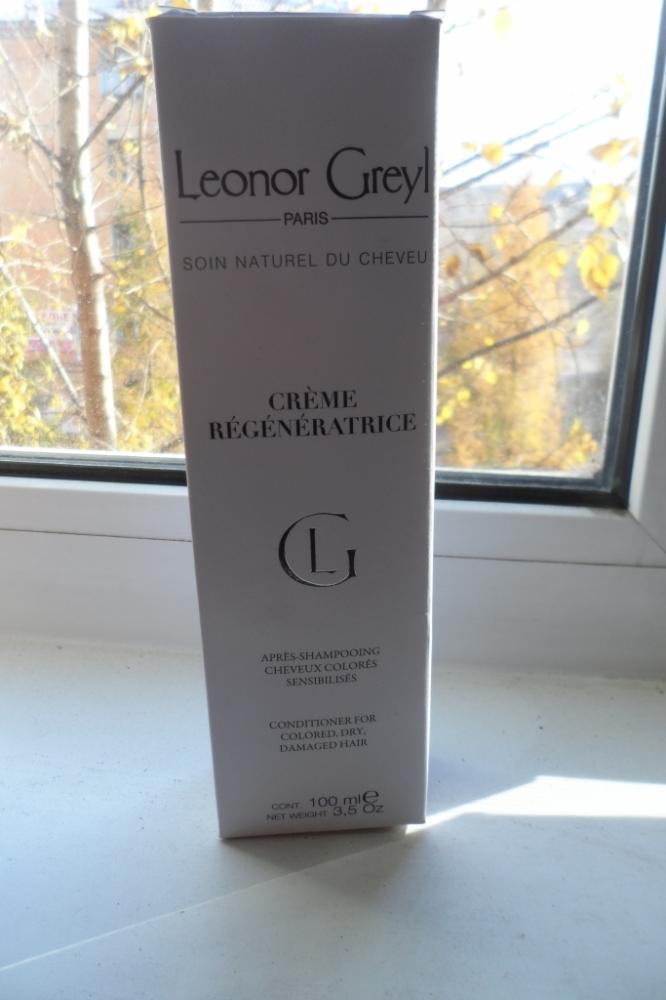 Leonor Greyl
PARIS
SOIN NATUREL DU CHEVEU
CRÈME
RÉGÉNÉRATRICE
LG
APRÈS-SHAMPOOING
CHEVEUX COLORÉS
SENSIBILISÉS
CONDITIONER FOR
COLORED, DRY,
DAMAGED HAIR
CONT. 100 ml e
NET WEIGHT 3,5 Oz